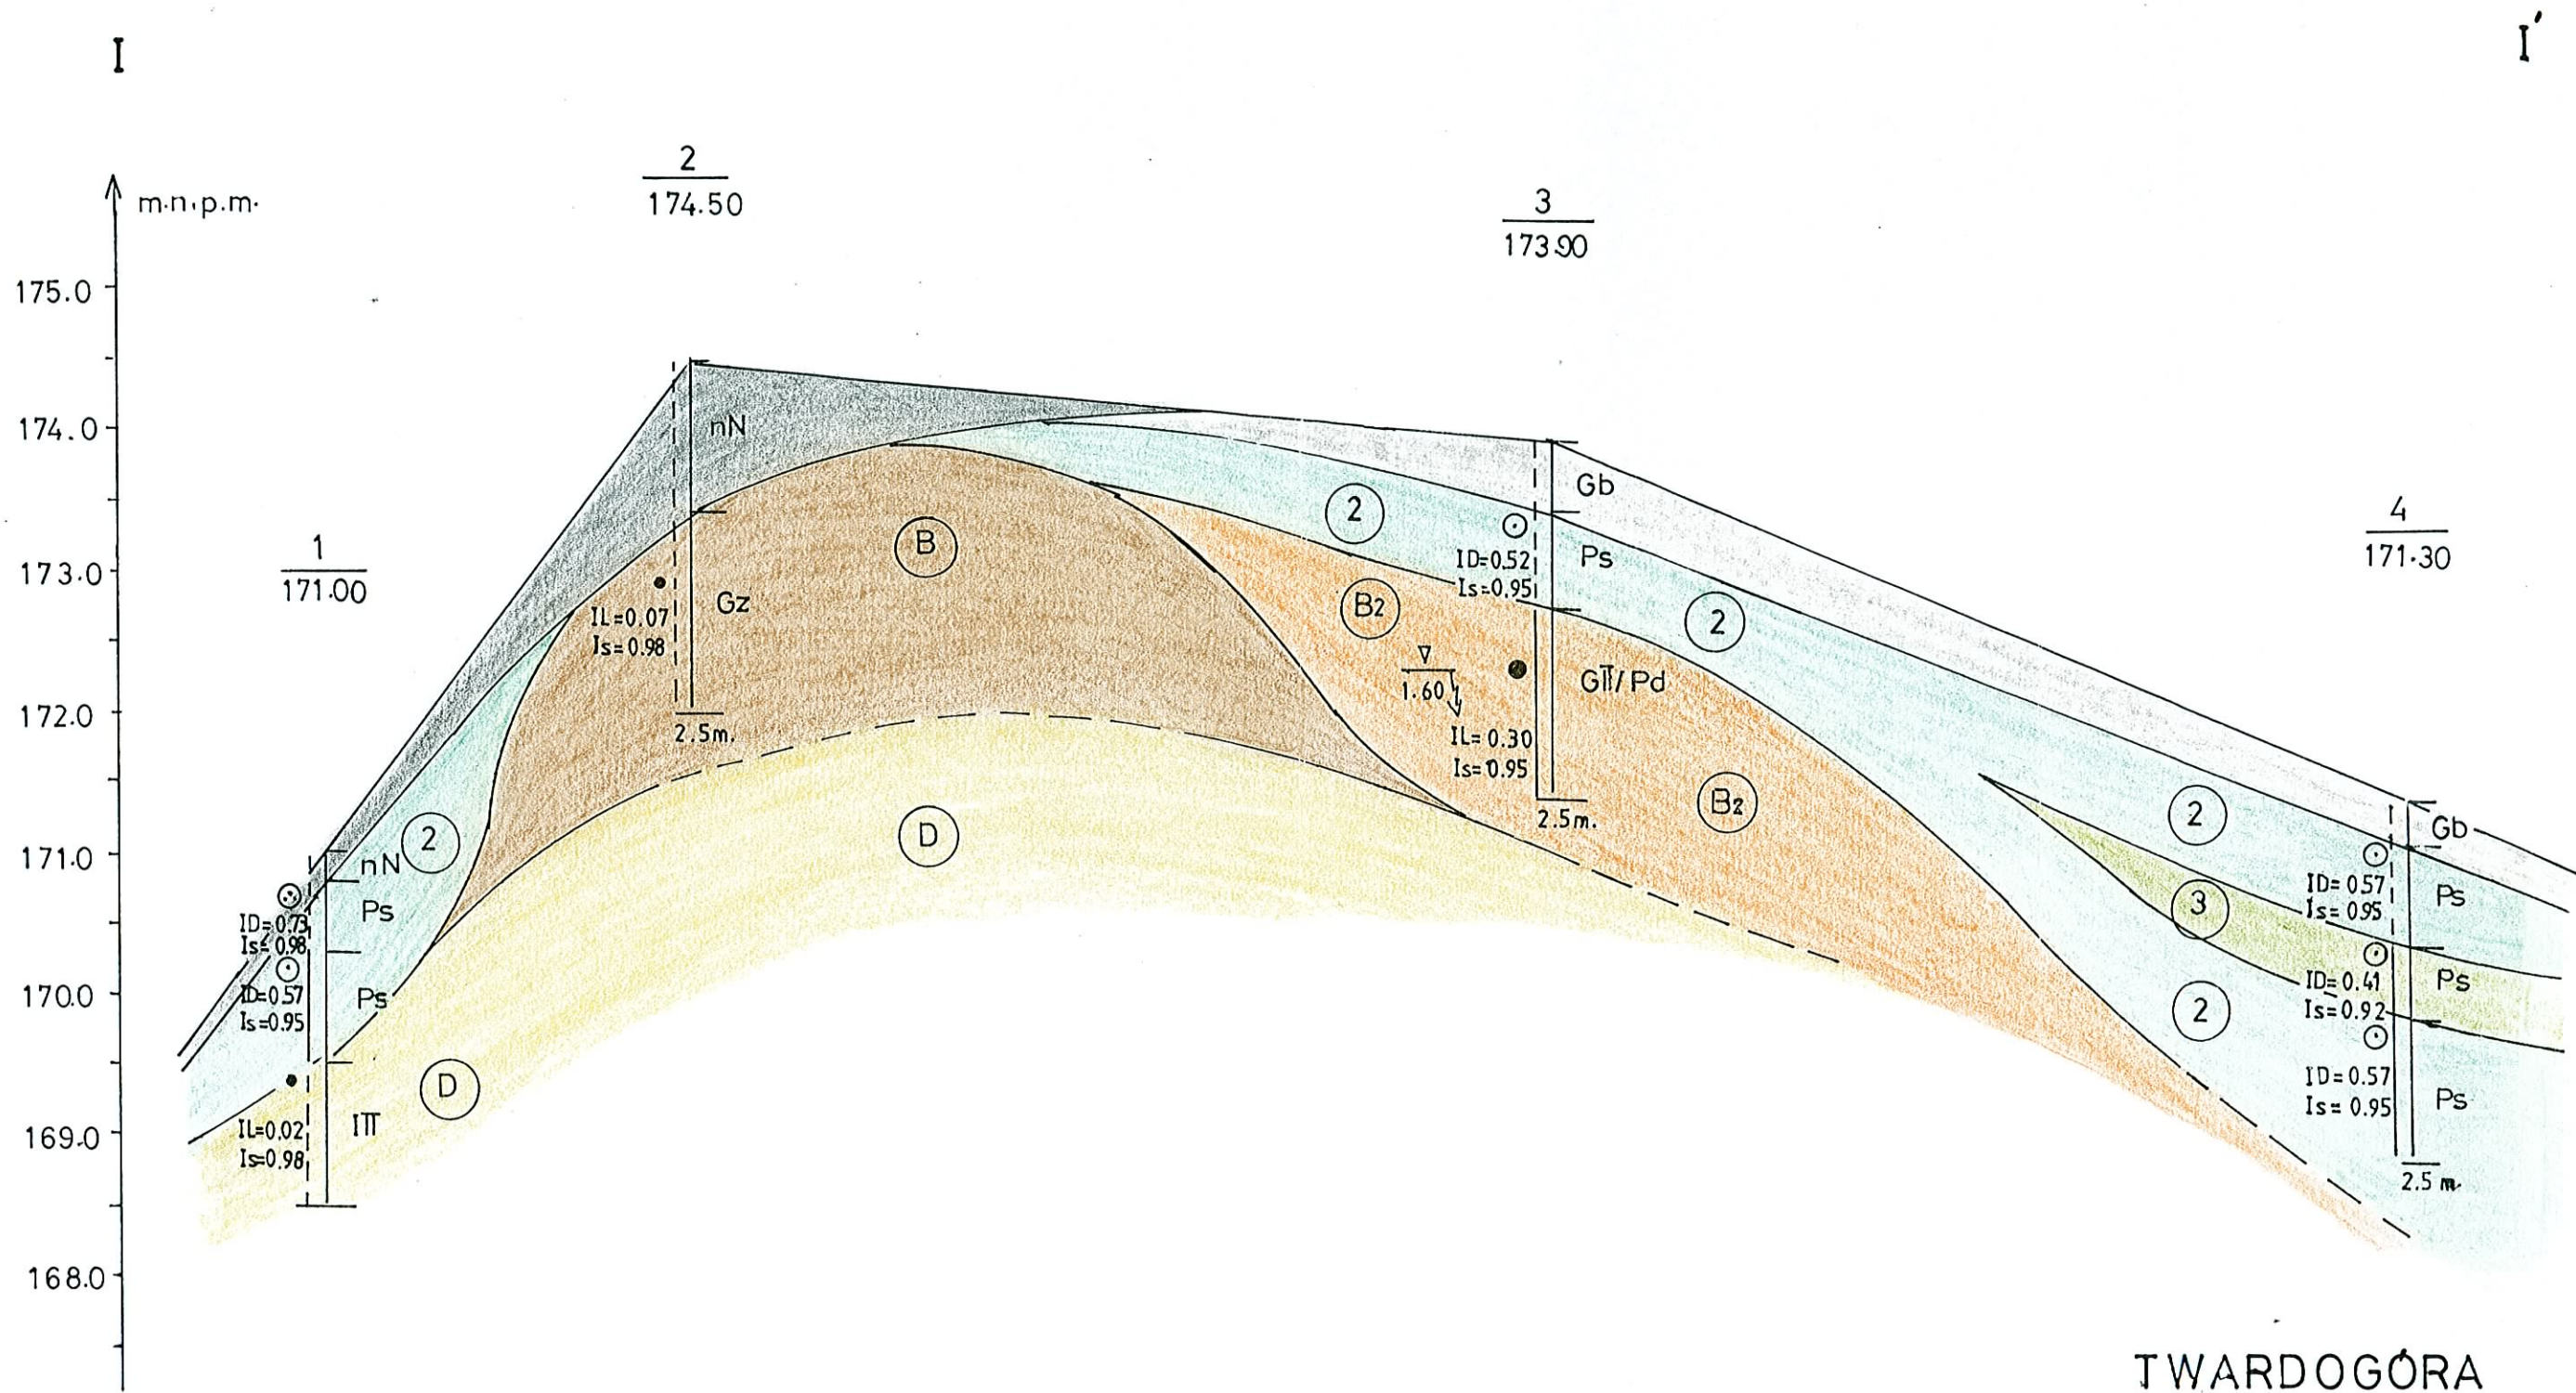 I
I'
2
174.50
m.n.p.m.
3
173.90
175.0
174.0
nN
Gb
2
ID=0.52
Is=0.95
Ps
4
171.30
1
171.00
173.0
B
Gz
IL=0.07
Is=0.98
B2
2
1.60
Gπ/Pd
172.0
2.5m.
IL=0.30
Is=0.95
B2
2.5m.
2
171.0
nN
2
D
Gb
ID=0.57
Is=0.95
Ps
Ps
ID=0.73
Is=0.98
3
170.0
ID=0.57
Is=0.95
Ps
ID=0.41
Is=0.92
Ps
2
D
169.0
IL=0.02
Is=0.98
Iπ
ID=0.57
Is=0.95
Ps
2.5 m.
168.0
TWARDOGÓRA